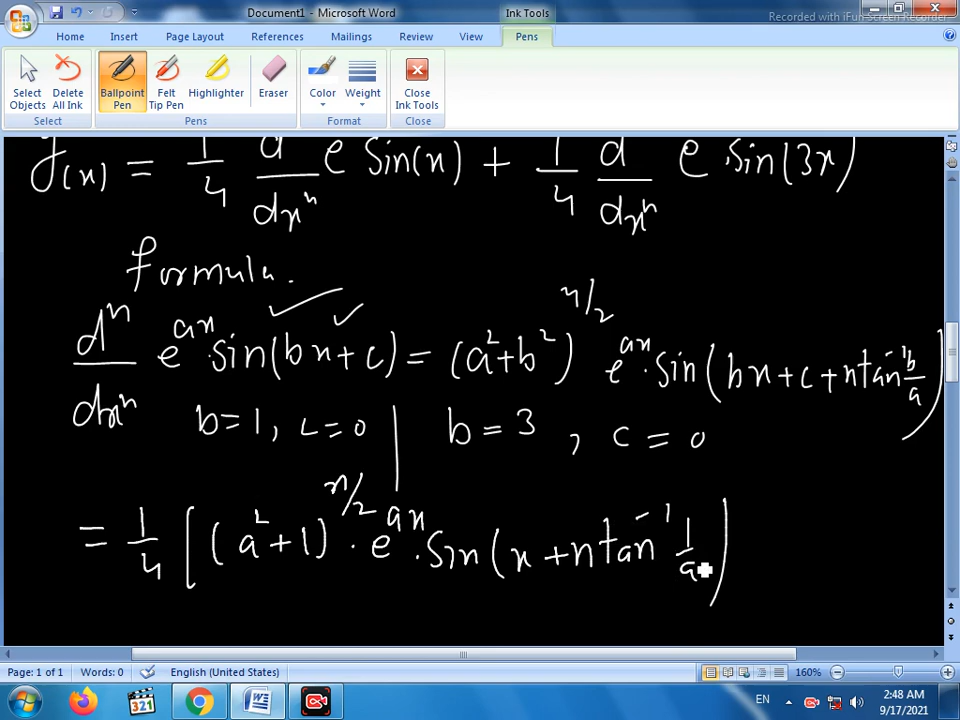 Document1 - Microsoft Word
Ink Tools
Recorded with iFun Screen Recorder
Home Insert Page Layout References Mailings Review View Pens
Select Objects
Delete All Ink
Ballpoint Pen
Felt Tip Pen
Highlighter
Eraser
Color
Weight
Close Ink Tools
Select Pens Format Close
y(x) = 1/4 d/dxⁿ e sin(x) + 1/4 d/dxⁿ e .sin(3x)
formula.
dⁿ/dxⁿ e^(ax) . sin(bx+c) = (a²+b²)^(n/2) e^(ax) . sin(bx+c+ntan⁻¹ b/a)
b=1, c=0 | b=3, c=0
= 1/4 [(a²+1)^(n/2) . e^(ax) . sin(x+ntan⁻¹ 1/a)
Page: 1 of 1 Words: 0 English (United States) 160%
321
EN 2:48 AM
9/17/2021